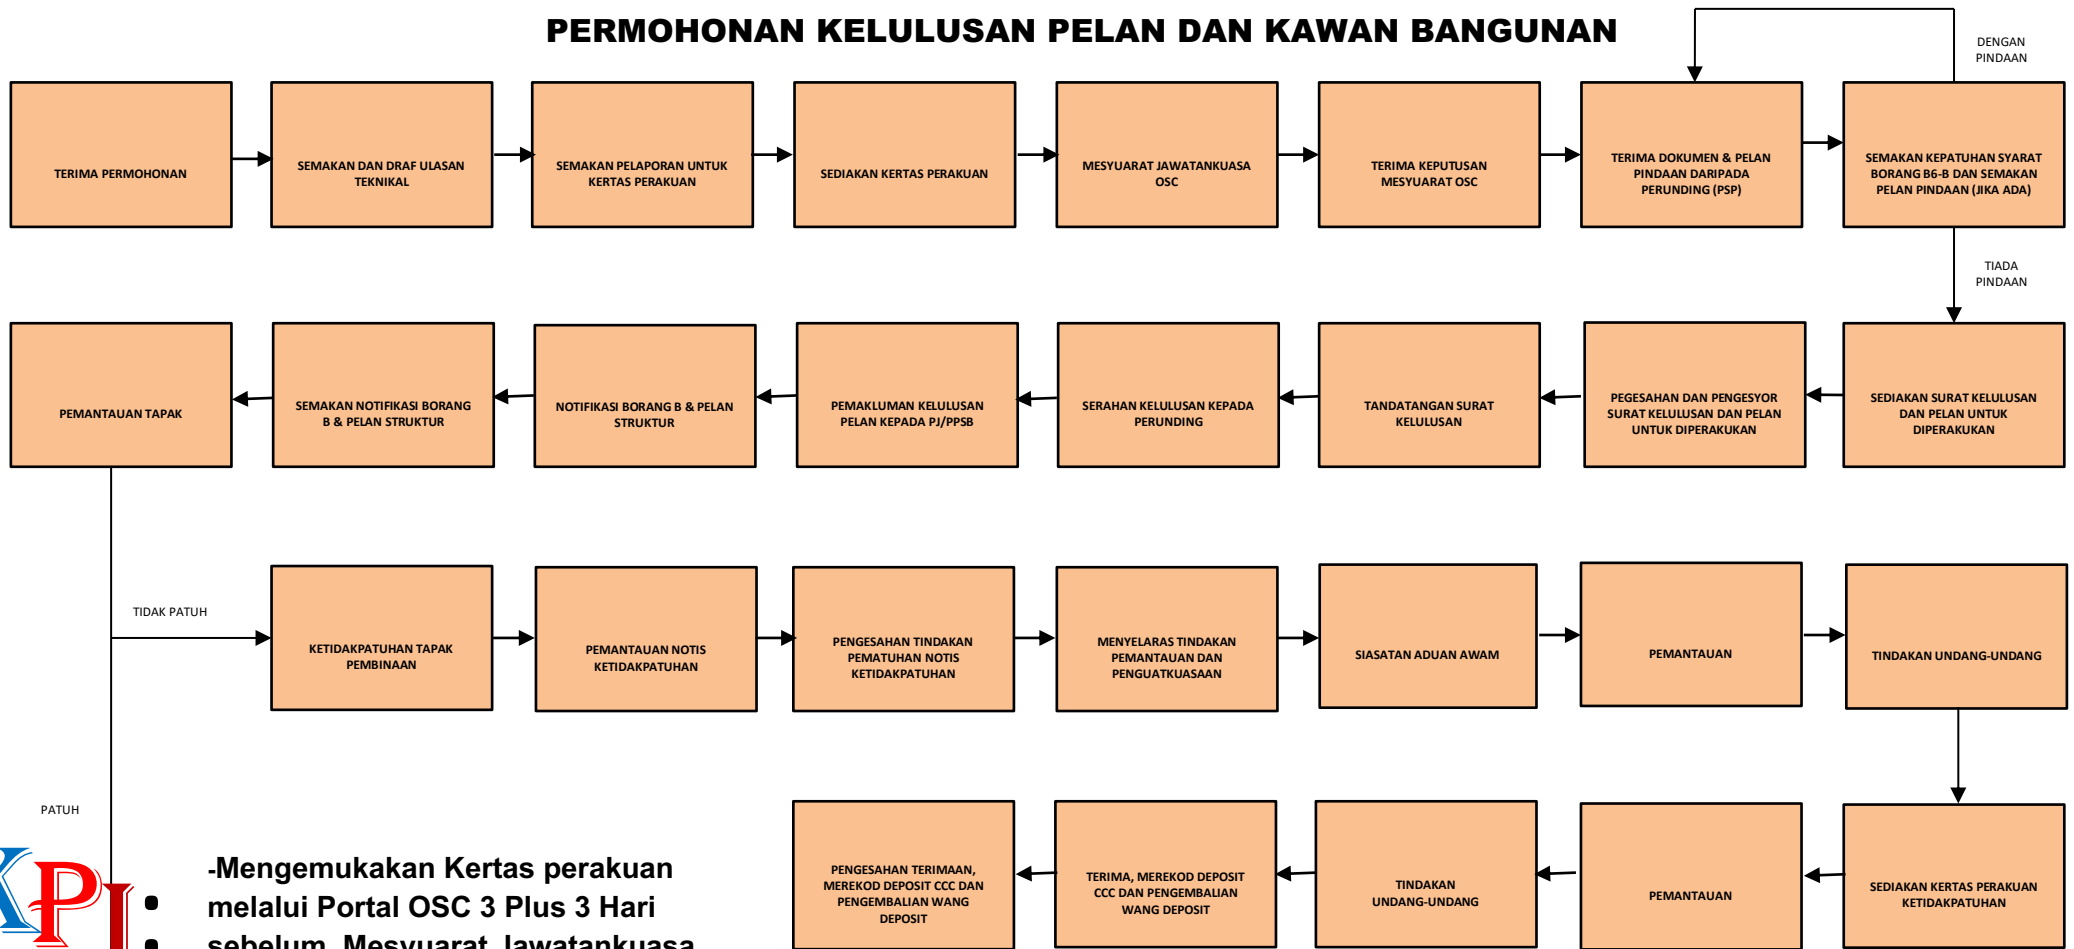 PERMOHONAN KELULUSAN PELAN DAN KAWAN BANGUNAN
DENGAN
PINDAAN
TERIMA PERMOHONAN
SEMAKAN DAN DRAF ULASAN
TEKNIKAL
SEMAKAN PELAPORAN UNTUK
KERTAS PERAKUAN
SEDIAKAN KERTAS PERAKUAN
MESYUARAT JAWATANKUASA
OSC
TERIMA KEPUTUSAN
MESYUARAT OSC
TERIMA DOKUMEN & PELAN
PINDAAN DARIPADA
PERUNDING (PSP)
SEMAKAN KEPATUHAN SYARAT
BORANG B6-B DAN SEMAKAN
PELAN PINDAAN (JIKA ADA)
TIADA
PINDAAN
PEMANTAUAN TAPAK
SEMAKAN NOTIFIKASI BORANG
B & PELAN STRUKTUR
NOTIFIKASI BORANG B & PELAN
STRUKTUR
PEMAKLUMAN KELULUSAN
PELAN KEPADA PJ/PPSB
SERAHAN KELULUSAN KEPADA
PERUNDING
TANDATANGAN SURAT
KELULUSAN
PEGESAHAN DAN PENGESYOR
SURAT KELULUSAN DAN PELAN
UNTUK DIPERAKUKAN
SEDIAKAN SURAT KELULUSAN
DAN PELAN UNTUK
DIPERAKUKAN
TIDAK PATUH
KETIDAKPATUHAN TAPAK
PEMBINAAN
PEMANTAUAN NOTIS
KETIDAKPATUHAN
PENGESAHAN TINDAKAN
PEMATUHAN NOTIS
KETIDAKPATUHAN
MENYELARAS TINDAKAN
PEMANTAUAN DAN
PENGUATKUASAAN
SIASATAN ADUAN AWAM
PEMANTAUAN
TINDAKAN UNDANG-UNDANG
PATUH
PENGESAHAN TERIMAAN,
MEREKOD DEPOSIT CCC DAN
PENGEMBALIAN WANG
DEPOSIT
TERIMA, MEREKOD DEPOSIT
CCC DAN PENGEMBALIAN
WANG DEPOSIT
TINDAKAN
UNDANG-UNDANG
PEMANTAUAN
SEDIAKAN KERTAS PERAKUAN
KETIDAKPATUHAN
KPI :
-Mengemukakan Kertas perakuan
melalui Portal OSC 3 Plus 3 Hari
sebelum Mesyuarat Jawatankuasa